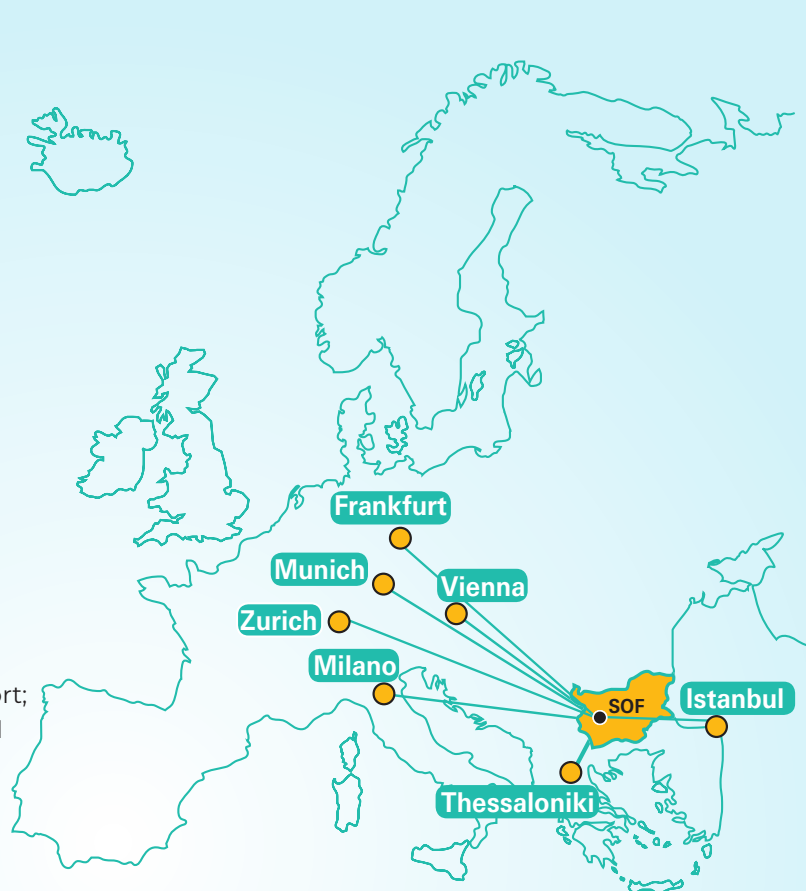 Frankfurt
Munich
Vienna
Zurich
Milano
SOF
Istanbul
Thessaloniki